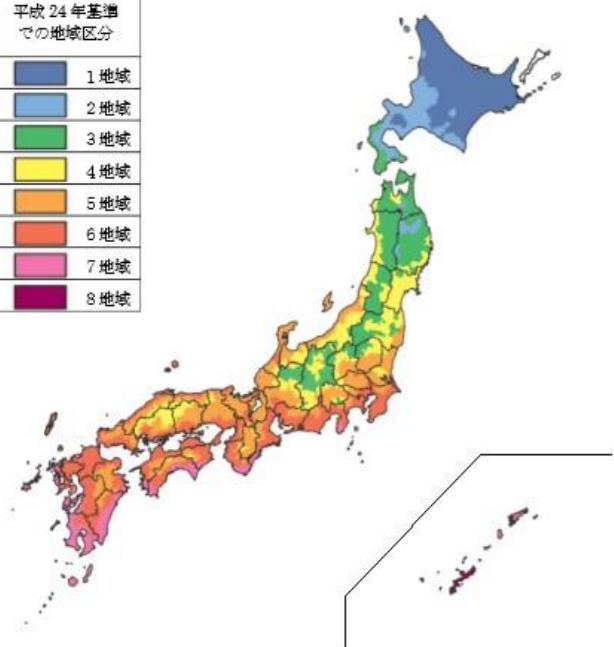 平成 24 年基準
での地域区分
1 地域
2 地域
3 地域
4 地域
5 地域
6 地域
7 地域
8 地域